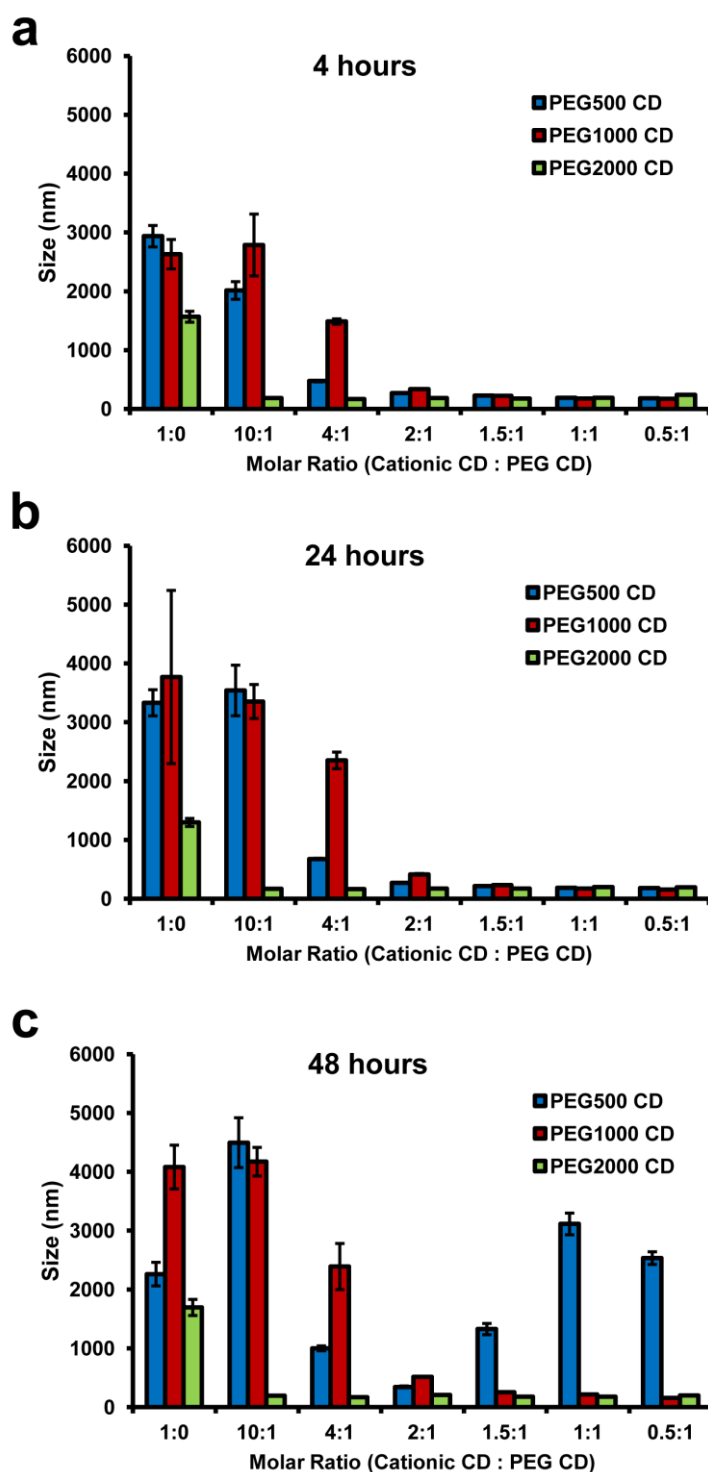 a
4 hours
6000
5000
4000
3000
2000
1000
0
Size (nm)
PEG500 CD
PEG1000 CD
PEG2000 CD
1:0 10:1 4:1 2:1 1.5:1 1:1 0.5:1
Molar Ratio (Cationic CD : PEG CD)
b
24 hours
6000
5000
4000
3000
2000
1000
0
Size (nm)
PEG500 CD
PEG1000 CD
PEG2000 CD
1:0 10:1 4:1 2:1 1.5:1 1:1 0.5:1
Molar Ratio (Cationic CD : PEG CD)
c
48 hours
6000
5000
4000
3000
2000
1000
0
Size (nm)
PEG500 CD
PEG1000 CD
PEG2000 CD
1:0 10:1 4:1 2:1 1.5:1 1:1 0.5:1
Molar Ratio (Cationic CD : PEG CD)